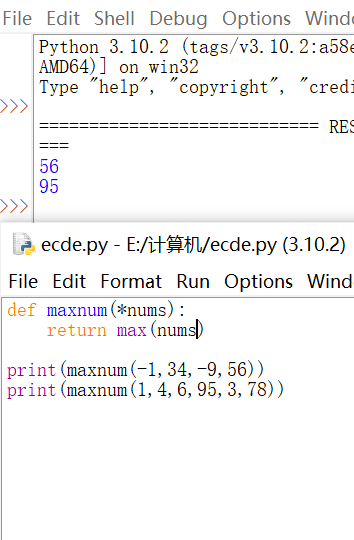 File Edit Shell Debug Options Windo
Python 3.10.2 (tags/v3.10.2:a58e
AMD64)] on win32
Type "help", "copyright", "credi
>>>
============================ RES
===
56
95
>>>
ecde.py - E:/计算机/ecde.py (3.10.2)
File Edit Format Run Options Window
def maxnum(*nums):
    return max(nums)
print(maxnum(-1,34,-9,56))
print(maxnum(1,4,6,95,3,78))